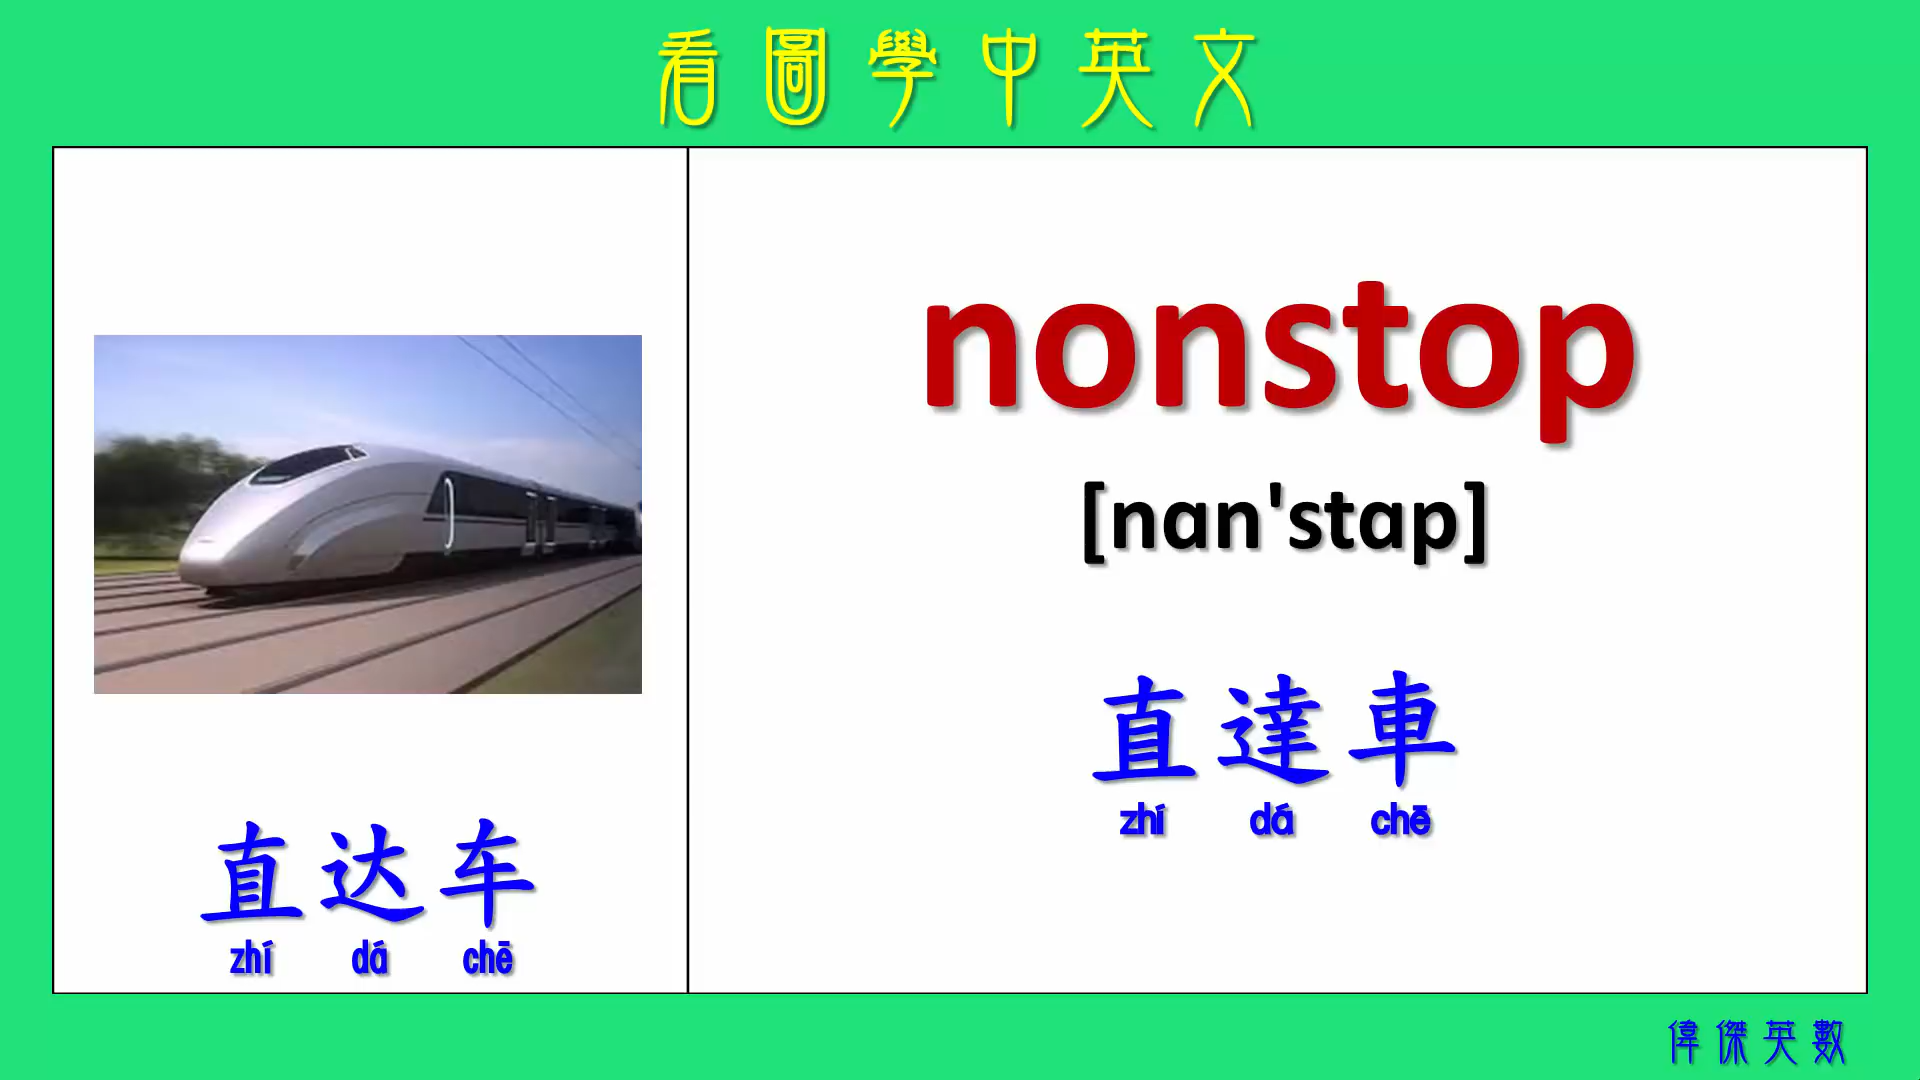 看圖學中英文
nonstop
[nan'stap]
直達車
zhí dá chē
直达车
zhí dá chē
偉傑英數